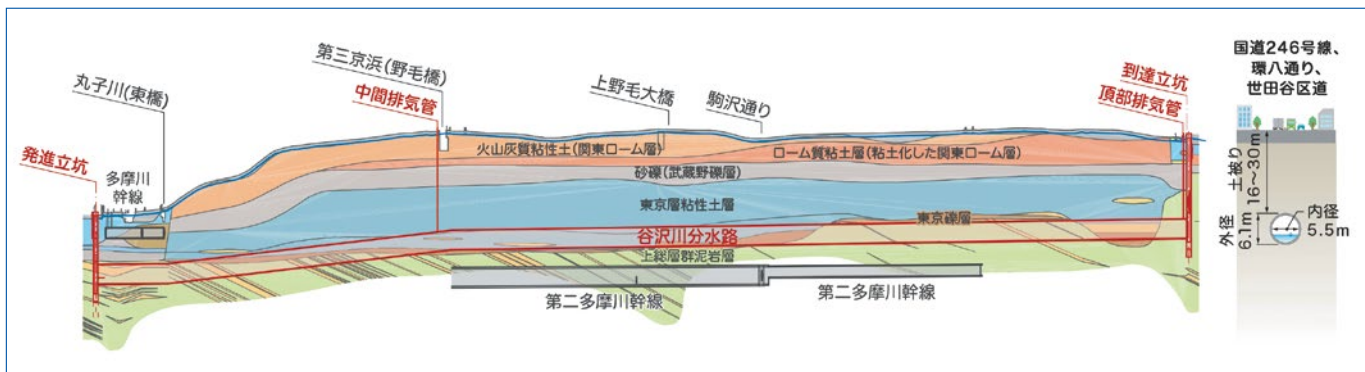 丸子川(東橋)
第三京浜(野毛橋)
中間排気管
上野毛大橋
駒沢通り
到達立坑
頂部排気管
発進立坑
多摩川
幹線
火山灰質粘性土(関東ローム層)
ローム質粘土層(粘土化した関東ローム層)
砂礫(武蔵野礫層)
東京層粘性土層
東京礫層
谷沢川分水路
上総層群泥岩層
第二多摩川幹線
第二多摩川幹線
国道246号線、
環八通り、
世田谷区道
土被り
16〜30m
外径
6.1m
内径
5.5m